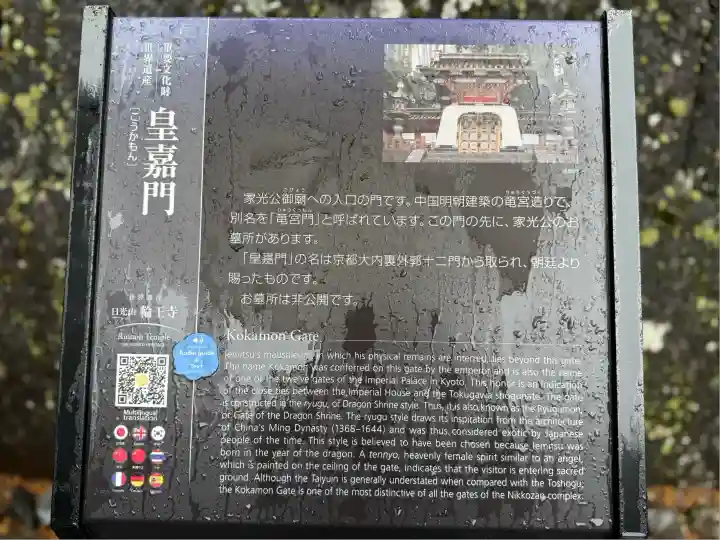 重要文化財
世界遺産
皇嘉門
[こうかもん]
家光公御廟への入口の門です。中国明朝建築の竜宮造りで、
別名を「竜宮門」と呼ばれています。この門の先に、家光公のお
墓所があります。
「皇嘉門」の名は京都大内裏外郭十二門から取られ、朝廷より
賜ったものです。
お墓所は非公開です。
世界遺産
日光山 輪王寺
Rinnoh Temple
Audio guide
Multilingual
translation
Kokamon Gate
Iemitsu's mausoleum, in which his physical remains are interred, lies beyond this gate.
The name Kokamon was conferred on this gate by the emperor and is also the name
of one of the twelve gates of the Imperial Palace in Kyoto. This honor is an indication
of the close ties between the Imperial House and the Tokugawa shogunate. The gate
is constructed in the ryugu, or Dragon Shrine style. Thus, it is also known as the Ryugumon,
or Gate of the Dragon Shrine. The ryugu style draws its inspiration from the architecture
of China's Ming Dynasty (1368–1644) and was thus considered exotic by Japanese
people of the time. This style is believed to have been chosen because Iemitsu was
born in the year of the dragon. A tennyo, heavenly female spirit similar to an angel,
which is painted on the ceiling of the gate, indicates that the visitor is entering sacred
ground. Although the Taiyuin is generally understated when compared with the Toshogu,
the Kokamon Gate is one of the most distinctive of all the gates of the Nikkozan complex.